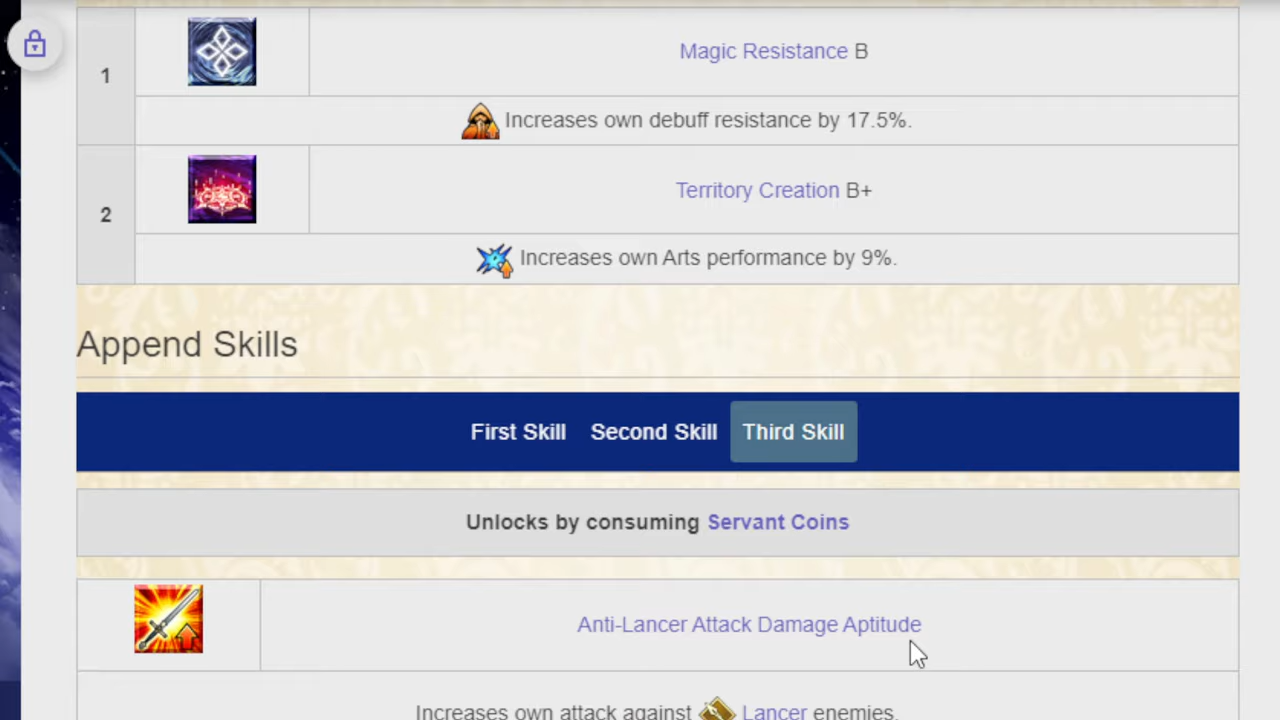 1
Magic Resistance B
Increases own debuff resistance by 17.5%.
2
Territory Creation B+
Increases own Arts performance by 9%.
Append Skills
First Skill Second Skill Third Skill
Unlocks by consuming Servant Coins
Anti-Lancer Attack Damage Aptitude
Increases own attack against Lancer enemies.